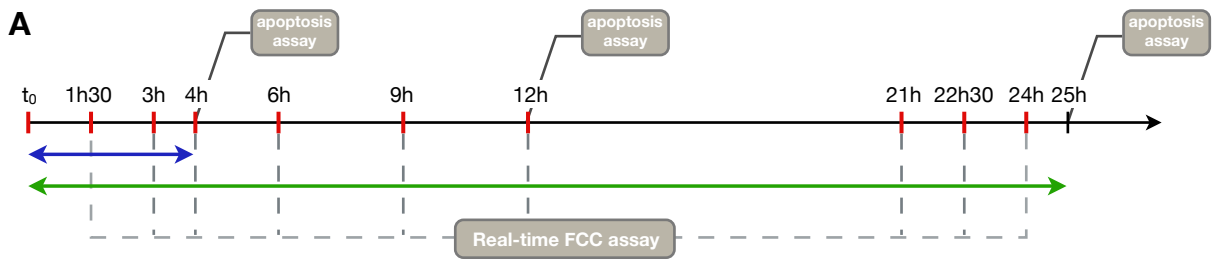 A
apoptosis
assay
apoptosis
assay
apoptosis
assay
t0 1h30 3h 4h 6h 9h 12h 21h 22h30 24h 25h
Real-time FCC assay